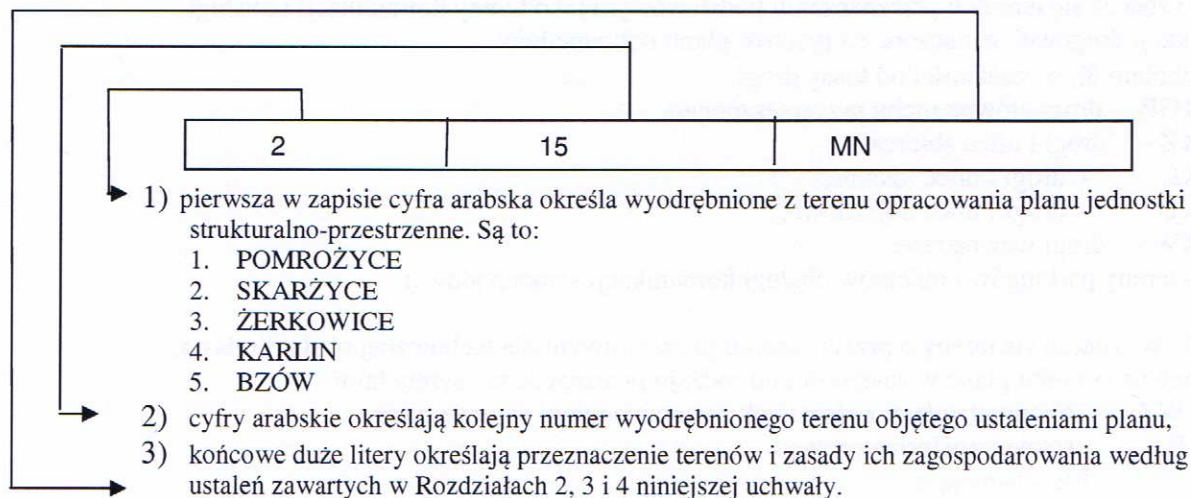 2 15 MN
1) pierwsza w zapisie cyfra arabska określa wyodrębnione z terenu opracowania planu jednostki
strukturalno-przestrzenne. Są to:
1. POMROŻYCE
2. SKARŻYCE
3. ŻERKOWICE
4. KARLIN
5. BZÓW
2) cyfry arabskie określają kolejny numer wyodrębnionego terenu objętego ustaleniami planu,
3) końcowe duże litery określają przeznaczenie terenów i zasady ich zagospodarowania według
ustaleń zawartych w Rozdziałach 2, 3 i 4 niniejszej uchwały.